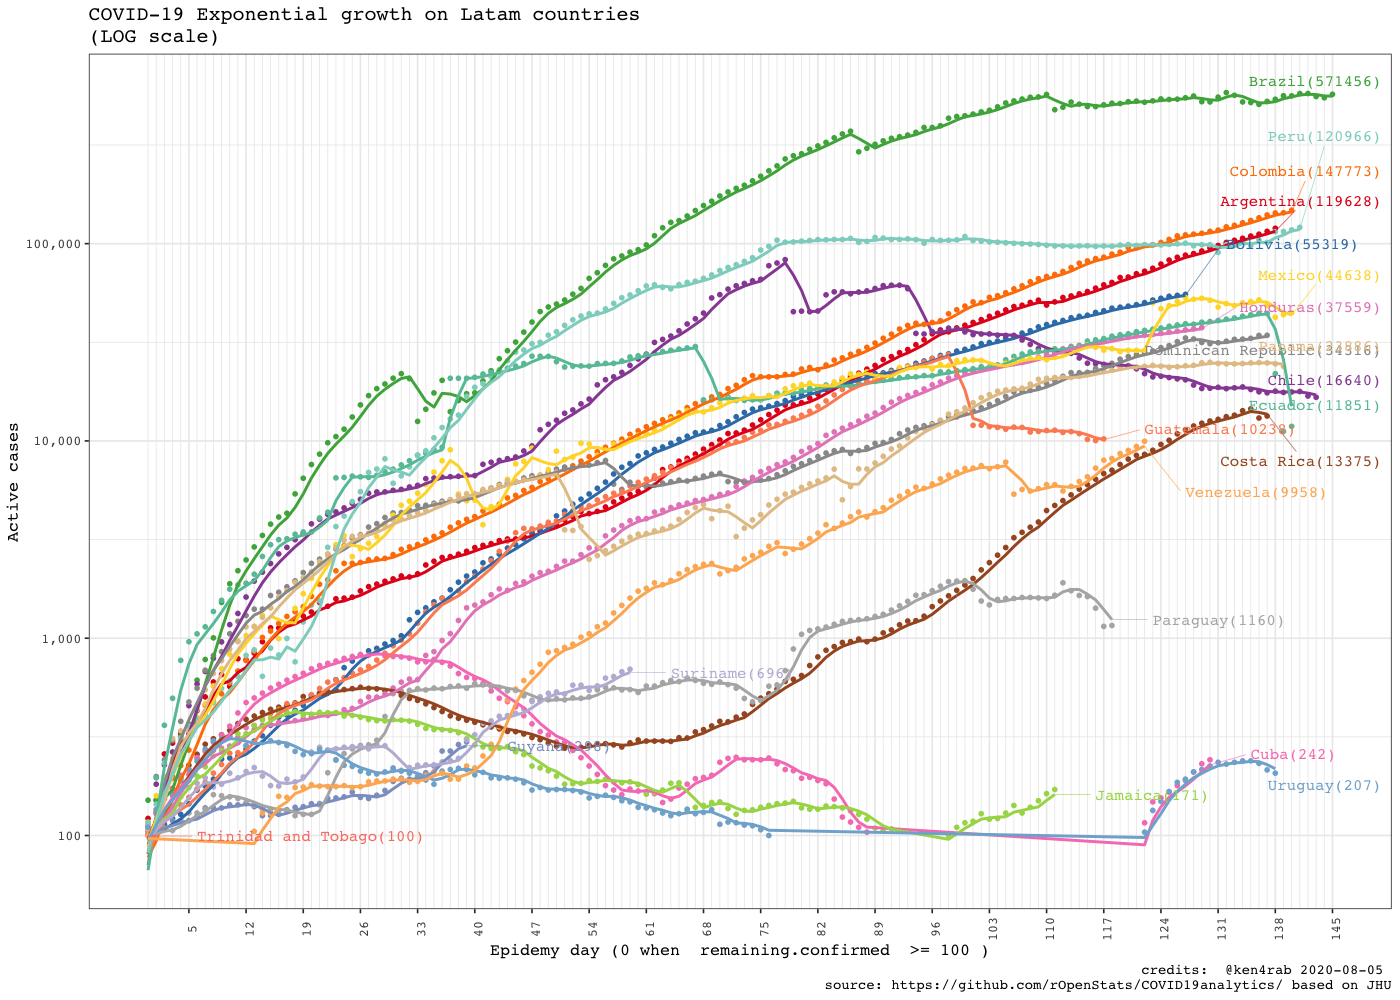 COVID-19 Exponential growth on Latam countries
(LOG scale)
Brazil(571456)
Peru(120966)
Colombia(147773)
Argentina(119628)
Bolivia(55319)
Mexico(44638)
Honduras(37559)
Dominican Republic(34516)
Chile(16640)
Ecuador(11851)
Guatemala(10238)
Costa Rica(13375)
Venezuela(9958)
Paraguay(1160)
Suriname(696)
Guyana(298)
Cuba(242)
Uruguay(207)
Jamaica(171)
Trinidad and Tobago(100)
100,000
10,000
1,000
100
Active cases
5 12 19 26 33 40 47 54 61 68 75 82 89 96 103 110 117 124 131 138 145
Epidemy day (0 when remaining.confirmed >= 100 )
credits: @ken4rab 2020-08-05
source: https://github.com/rOpenStats/COVID19analytics/ based on JHU